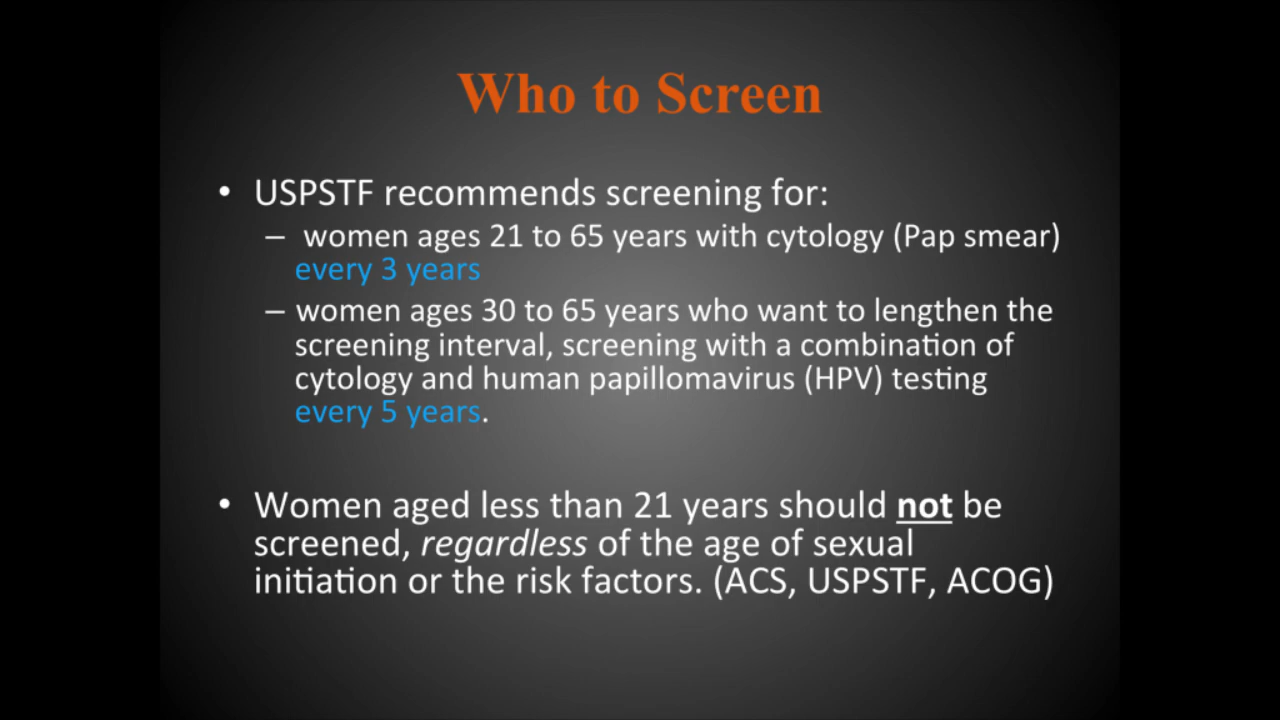 Who to Screen
• USPSTF recommends screening for:
– women ages 21 to 65 years with cytology (Pap smear)
every 3 years
– women ages 30 to 65 years who want to lengthen the
screening interval, screening with a combination of
cytology and human papillomavirus (HPV) testing
every 5 years.
• Women aged less than 21 years should not be
screened, regardless of the age of sexual
initiation or the risk factors. (ACS, USPSTF, ACOG)